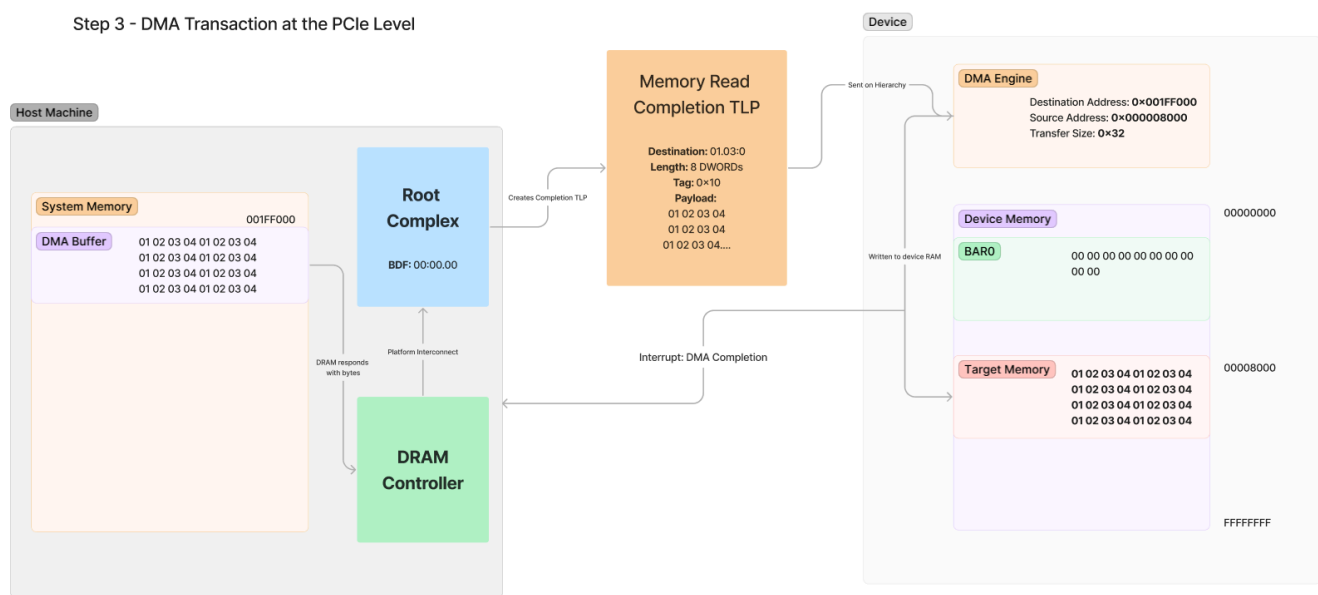 Step 3 - DMA Transaction at the PCIe Level
Host Machine
System Memory
001FF000
DMA Buffer
01 02 03 04 01 02 03 04
01 02 03 04 01 02 03 04
01 02 03 04 01 02 03 04
01 02 03 04 01 02 03 04
DRAM responds
with bytes
Root
Complex
BDF: 00:00.00
Platform Interconnect
DRAM
Controller
Creates Completion TLP
Memory Read
Completion TLP
Destination: 01.03:0
Length: 8 DWORDs
Tag: 0×10
Payload:
01 02 03 04
01 02 03 04
01 02 03 04....
Sent on Hierarchy
Interrupt: DMA Completion
Written to device RAM
Device
DMA Engine
Destination Address: 0×001FF000
Source Address: 0×000008000
Transfer Size: 0×32
Device Memory
00000000
BAR0
00 00 00 00 00 00 00 00
00 00
Target Memory
00008000
01 02 03 04 01 02 03 04
01 02 03 04 01 02 03 04
01 02 03 04 01 02 03 04
01 02 03 04 01 02 03 04
FFFFFFFF